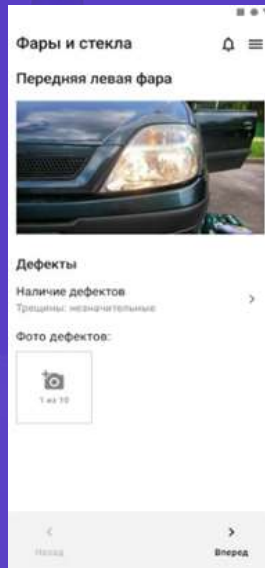 Фары и стекла
Передняя левая фара
Дефекты
Наличие дефектов
Трещины: незначительные
Фото дефектов:
1 из 10
Назад
Вперед